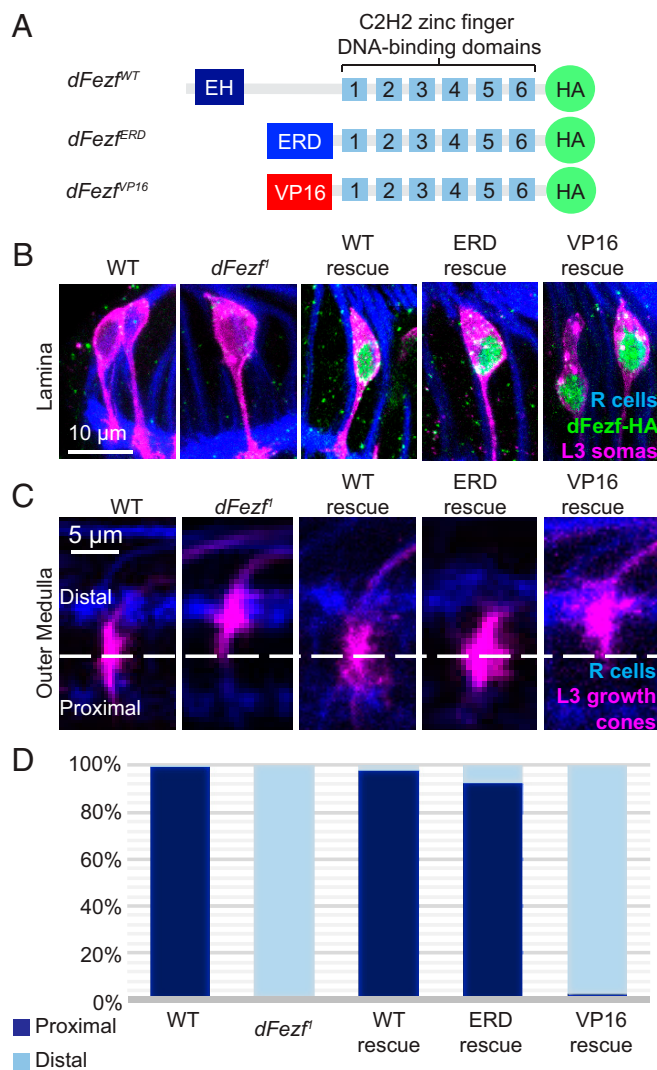 A
C2H2 zinc finger
DNA-binding domains
dFezf^WT EH 1 2 3 4 5 6 HA
dFezf^ERD ERD 1 2 3 4 5 6 HA
dFezf^VP16 VP16 1 2 3 4 5 6 HA
B
WT
dFezf^1
WT rescue
ERD rescue
VP16 rescue
Lamina
10 μm
R cells
dFezf-HA
L3 somas
C
WT
dFezf^1
WT rescue
ERD rescue
VP16 rescue
Outer Medulla
5 μm
Distal
Proximal
R cells
L3 growth
cones
D
100%
80%
60%
40%
20%
0%
WT
dFezf^1
WT rescue
ERD rescue
VP16 rescue
Proximal
Distal